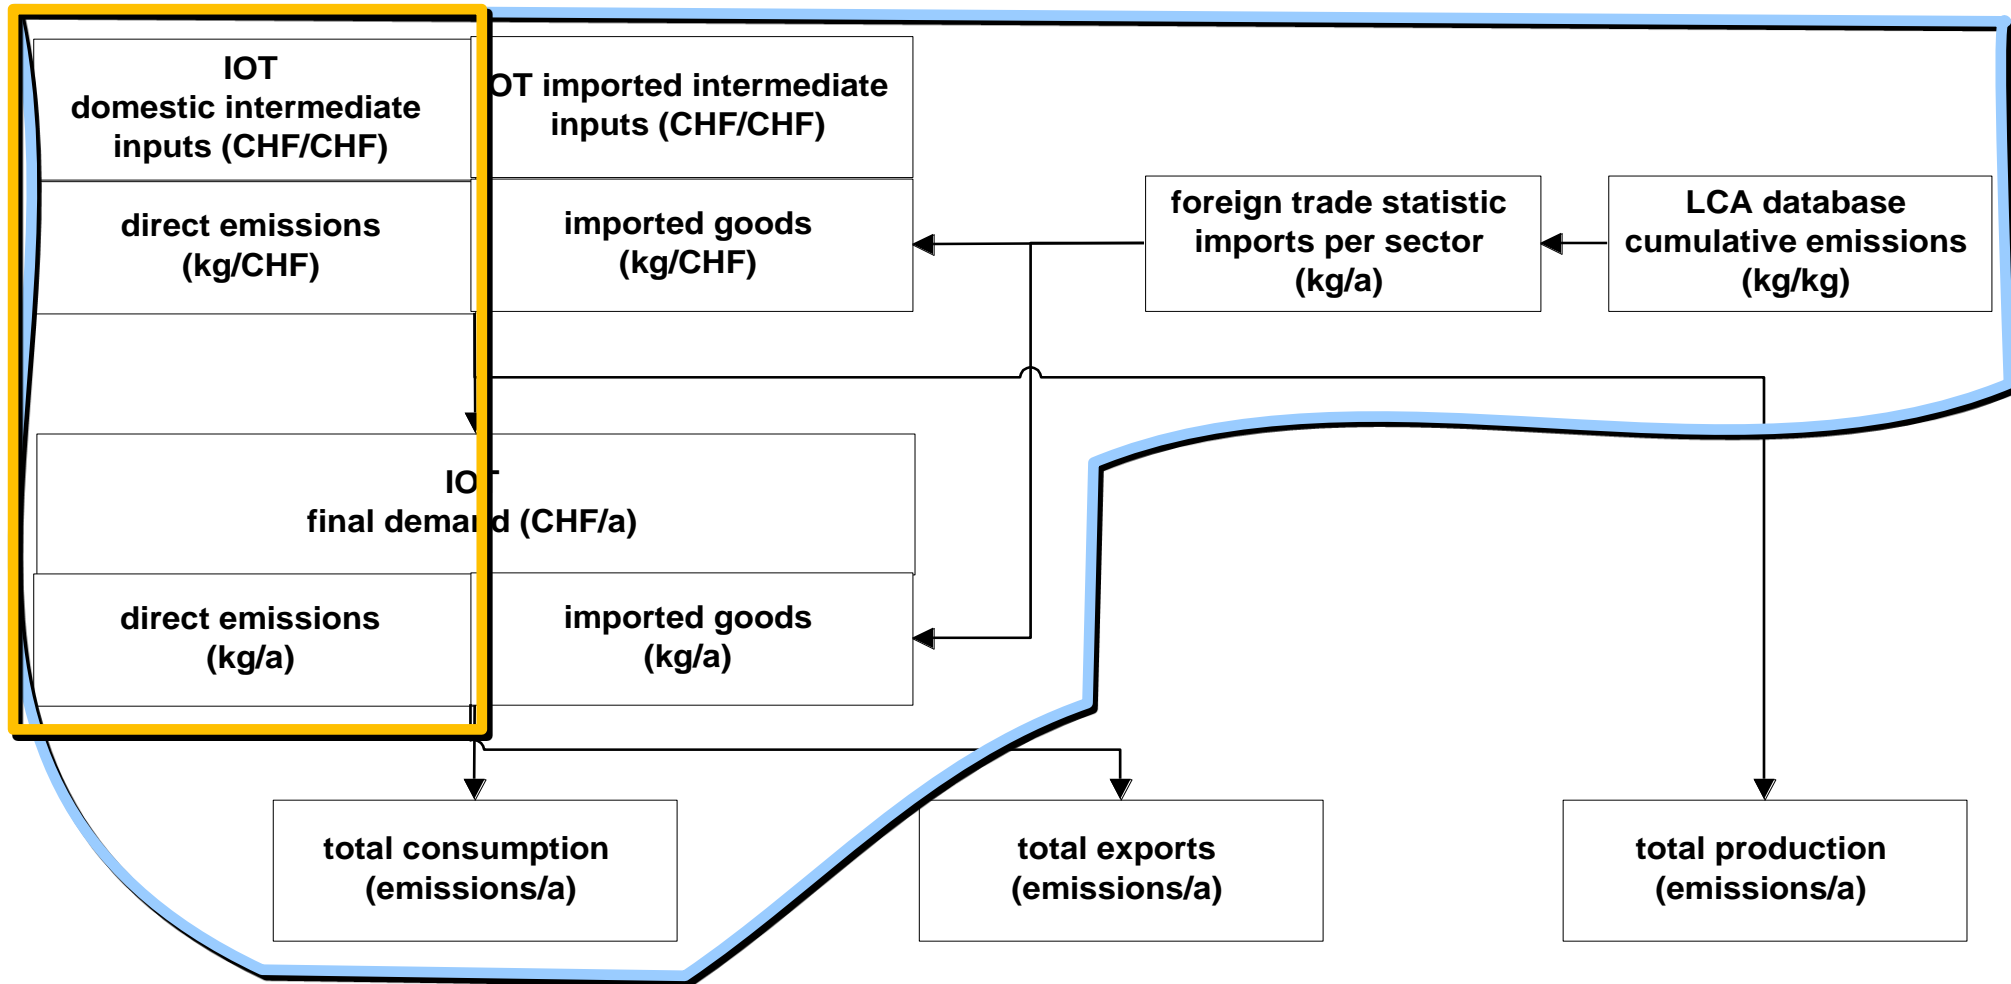 IOT
domestic intermediate
inputs (CHF/CHF)
OT imported intermediate
inputs (CHF/CHF)
direct emissions
(kg/CHF)
imported goods
(kg/CHF)
foreign trade statistic
imports per sector
(kg/a)
LCA database
cumulative emissions
(kg/kg)
IOT
final demand (CHF/a)
direct emissions
(kg/a)
imported goods
(kg/a)
total consumption
(emissions/a)
total exports
(emissions/a)
total production
(emissions/a)